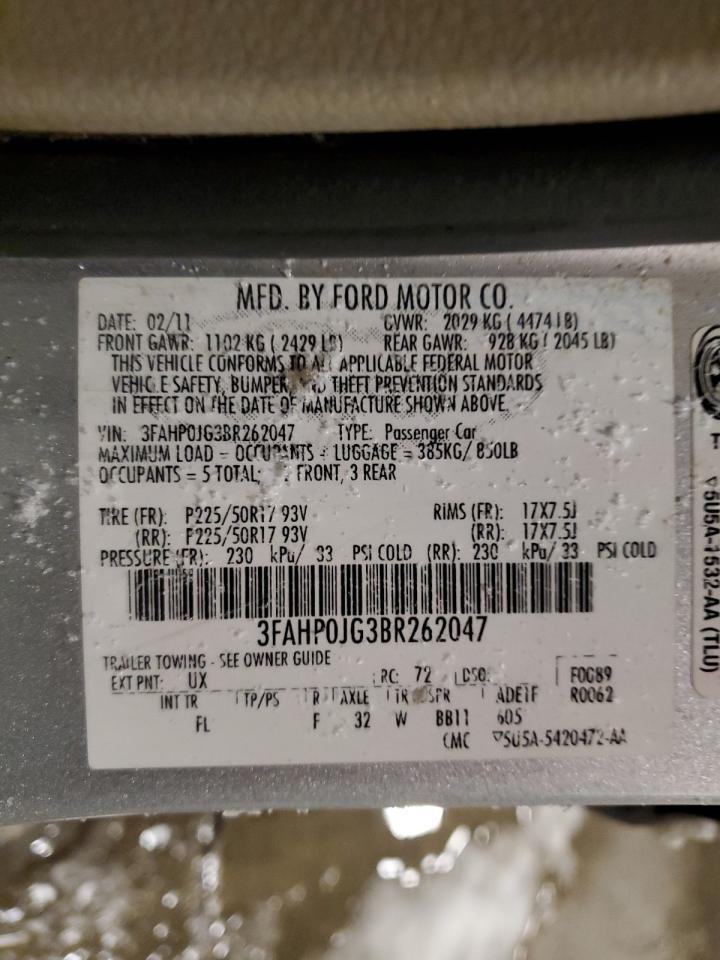 MFD. BY FORD MOTOR CO.
DATE: 02/11 GVWR: 2029 KG ( 4474 LB)
FRONT GAWR: 1102 KG ( 2429 LB) REAR GAWR: 928 KG ( 2045 LB)
THIS VEHICLE CONFORMS TO ALL APPLICABLE FEDERAL MOTOR
VEHICLE SAFETY, BUMPER AND THEFT PREVENTION STANDARDS
IN EFFECT ON THE DATE OF MANUFACTURE SHOWN ABOVE.
VIN: 3FAHP0JG3BR262047 TYPE: Passenger Car
MAXIMUM LOAD = OCCUPANTS + LUGGAGE = 385KG/ 850LB
OCCUPANTS = 5 TOTAL; FRONT, 3 REAR
TIRE (FR): P225/50R17 93V RIMS (FR): 17X7.5J
(RR): P225/50R17 93V (RR): 17X7.5J
PRESSURE (FR): 230 kPa/ 33 PSI COLD (RR): 230 kPa/ 33 PSI COLD
3FAHP0JG3BR262047
TRAILER TOWING - SEE OWNER GUIDE
EXT PNT: UX RC: 72 DSO: F0G89
INT TR TP/PS R AXLE TR SPR R0062
FL F 32 W BB11 605
CMC ▽5U5A-5420472-AA
▽5U5A-1532-AA (TLU)